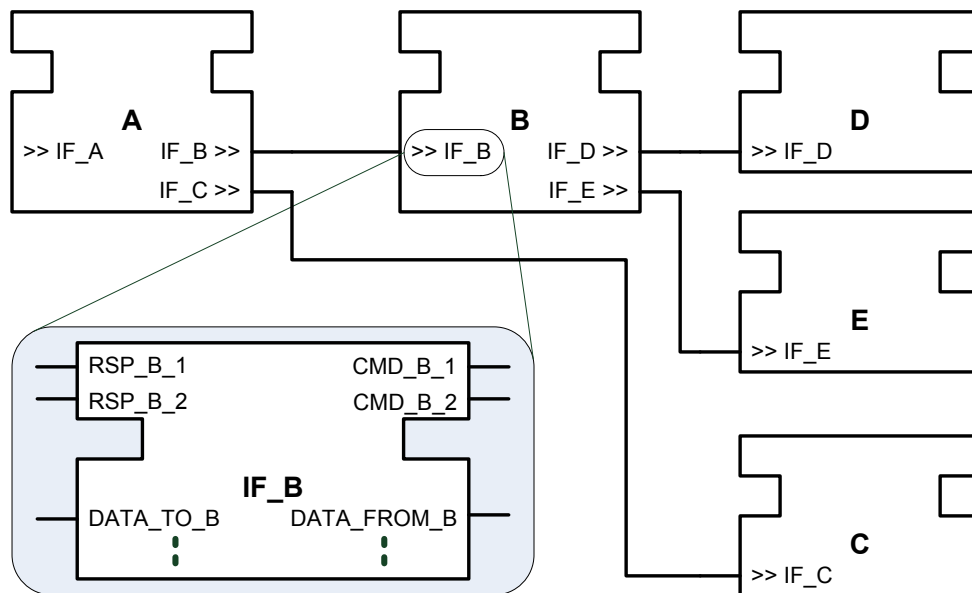 A
>> IF_A
IF_B >>
IF_C >>
B
>> IF_B
IF_D >>
IF_E >>
D
>> IF_D
E
>> IF_E
C
>> IF_C
RSP_B_1
CMD_B_1
RSP_B_2
CMD_B_2
IF_B
DATA_TO_B
DATA_FROM_B